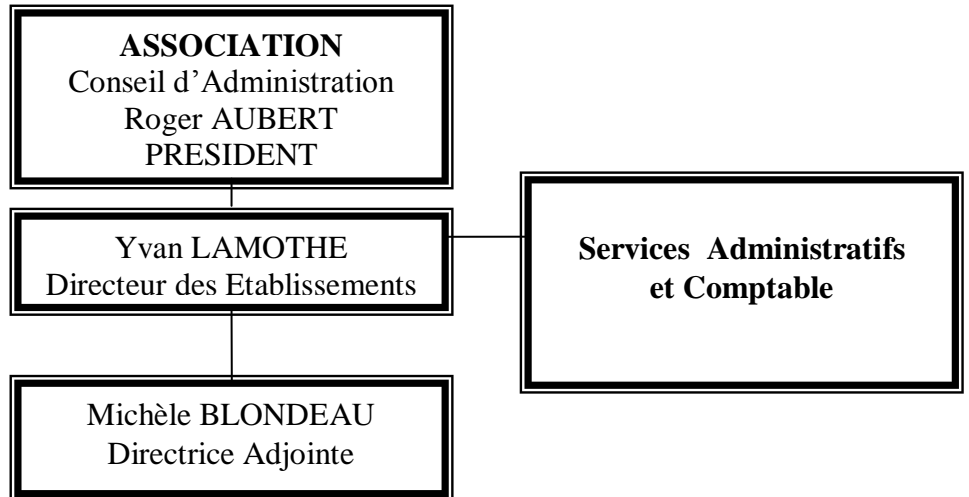 ASSOCIATION
Conseil d’Administration
Roger AUBERT
PRESIDENT
Yvan LAMOTHE
Directeur des Etablissements
Services Administratifs
et Comptable
Michèle BLONDEAU
Directrice Adjointe